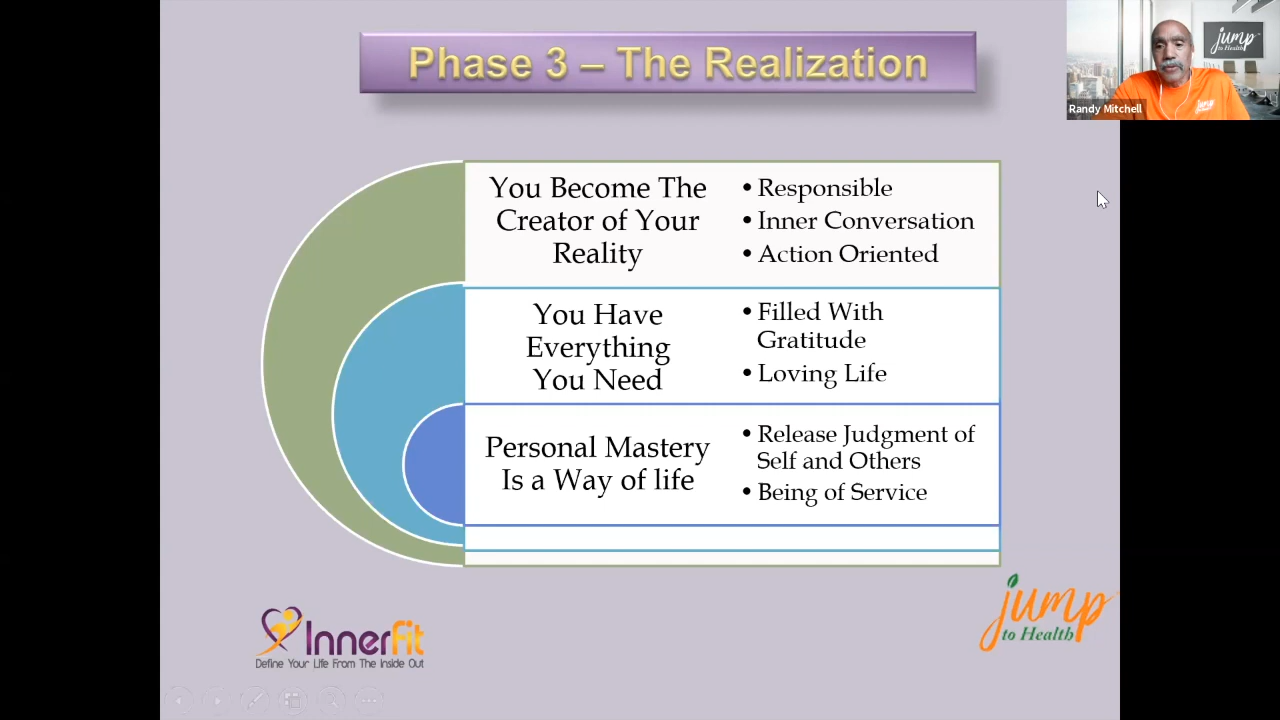 Phase 3 – The Realization
jump
to Health
Randy Mitchell
jump
You Become The
Creator of Your
Reality
• Responsible
• Inner Conversation
• Action Oriented
You Have
Everything
You Need
• Filled With
Gratitude
• Loving Life
Personal Mastery
Is a Way of life
• Release Judgment of
Self and Others
• Being of Service
InnerFit
Define Your Life From The Inside Out
jump
to Health